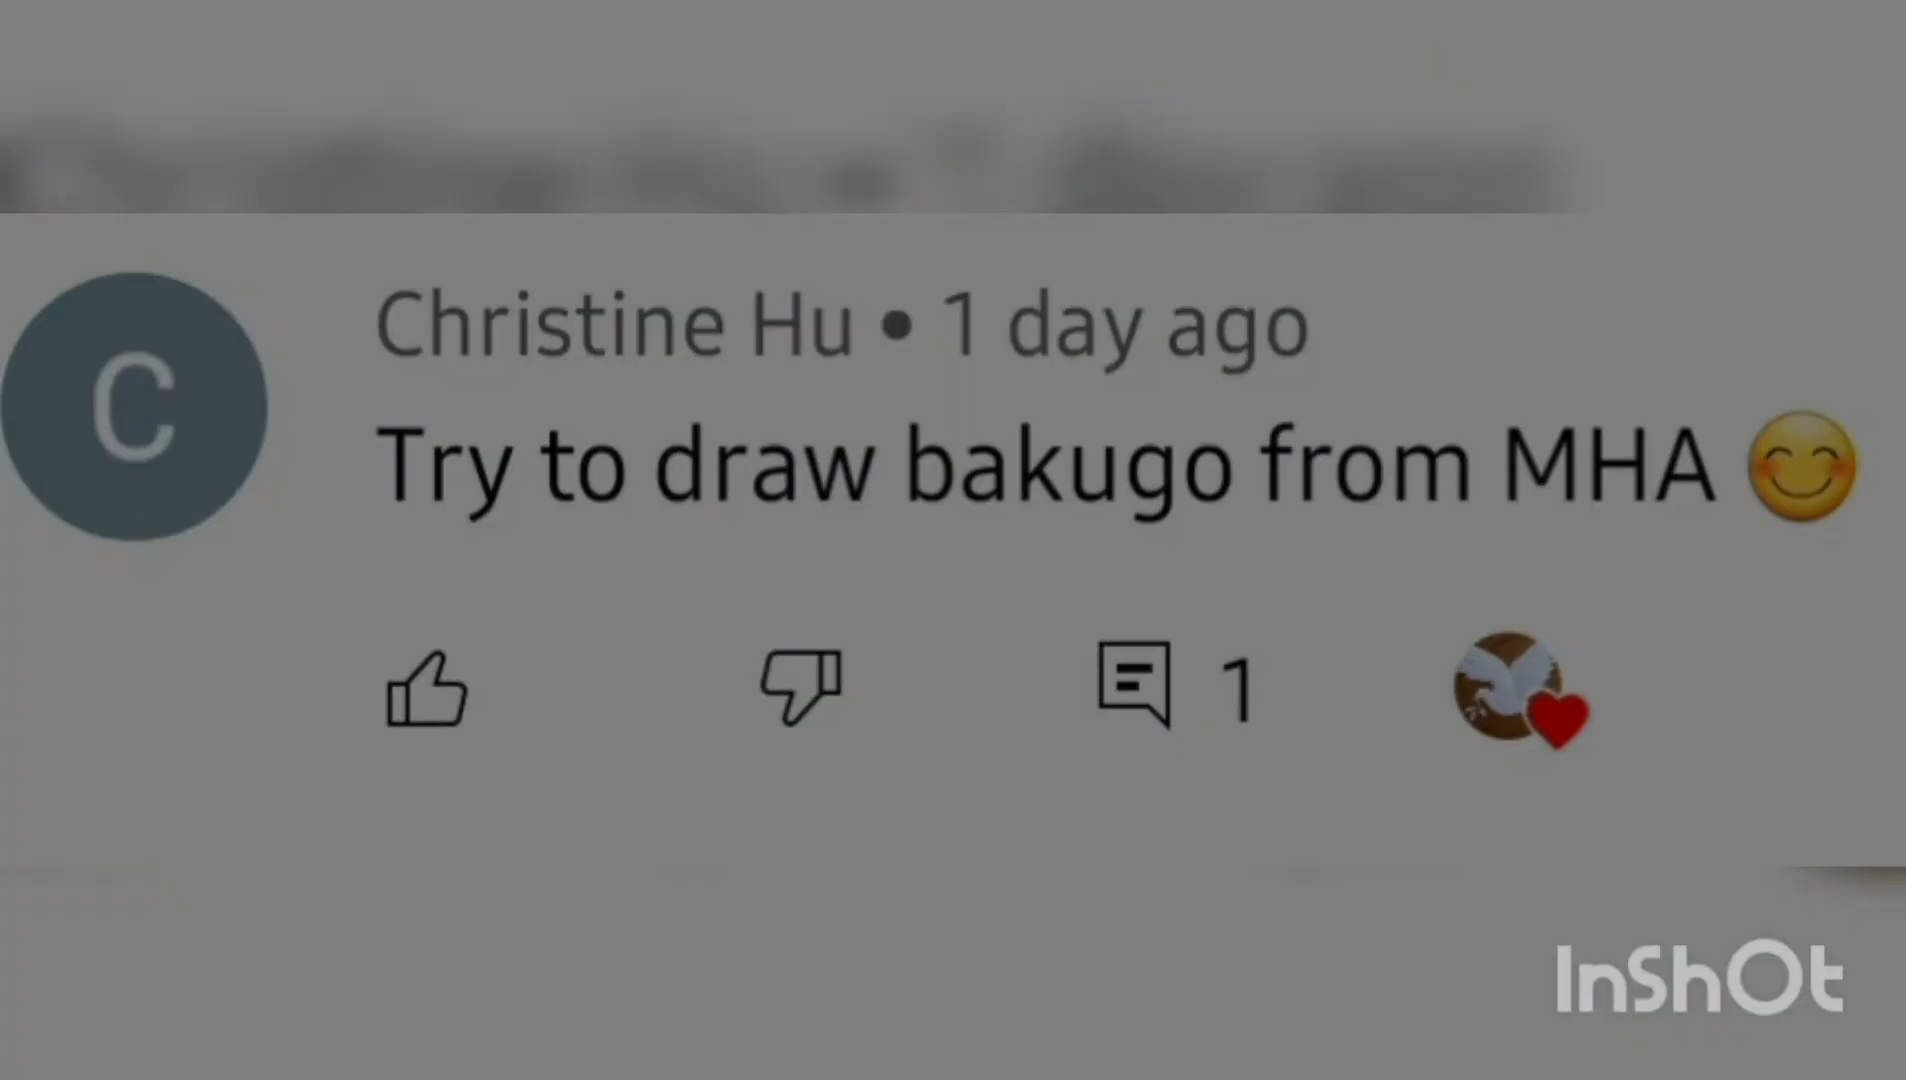 C
Christine Hu • 1 day ago
Try to draw bakugo from MHA 😊
1
InShOt